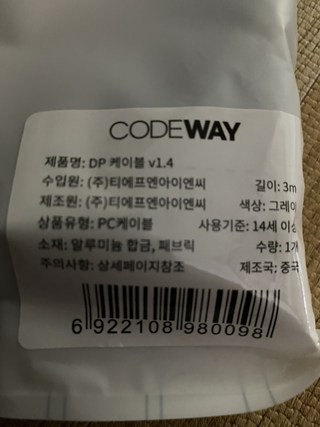 CODEWAY
제품명: DP 케이블 v1.4
수입원: (주)티에프엔아이엔씨 길이: 3m
제조원: (주)티에프엔아이엔씨 색상: 그레이
상품유형: PC케이블 사용기준: 14세 이상
소재: 알루미늄 합금, 패브릭 수량: 1개
주의사항: 상세페이지참조 제조국: 중국
6 922108 980098